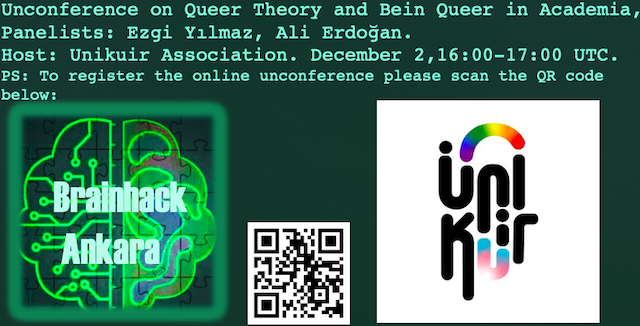 Unconference on Queer Theory and Bein Queer in Academia,
Panelists: Ezgi Yılmaz, Ali Erdoğan.
Host: Unikuir Association. December 2,16:00-17:00 UTC.
PS: To register the online unconference please scan the QR code
below:
Brainhack
Ankara
üni
kuir